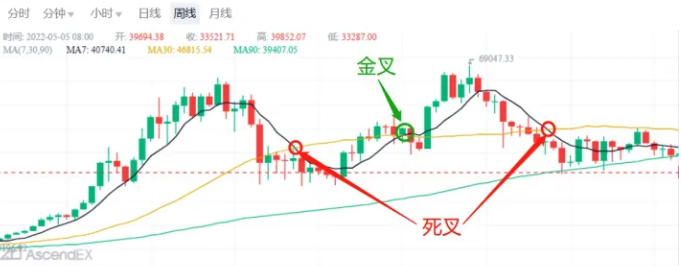 分时 分钟 小时 日线 周线 月线
时间: 2022-05-05 08:00 开: 39694.38 收: 33521.71 高: 39852.07 低: 33287.00
MA(7,30,90) MA7: 40740.41 MA30: 46815.54 MA90: 39407.05
69047.33
金叉
死叉
AscendEX